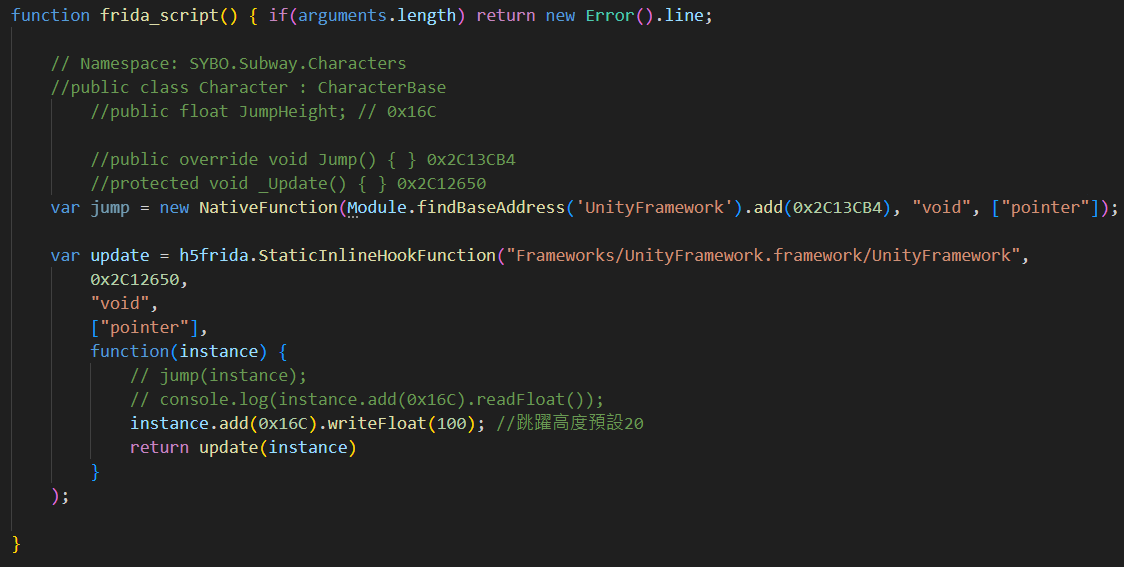 function frida_script() { if(arguments.length) return new Error().line;
// Namespace: SYBO.Subway.Characters
//public class Character : CharacterBase
//public float JumpHeight; // 0x16C
//public override void Jump() { } 0x2C13CB4
//protected void _Update() { } 0x2C12650
var jump = new NativeFunction(Module.findBaseAddress('UnityFramework').add(0x2C13CB4), "void", ["pointer"]);
var update = h5frida.StaticInlineHookFunction("Frameworks/UnityFramework.framework/UnityFramework",
0x2C12650,
"void",
["pointer"],
function(instance) {
// jump(instance);
// console.log(instance.add(0x16C).readFloat());
instance.add(0x16C).writeFloat(100); //跳躍高度預設20
return update(instance)
}
);
}